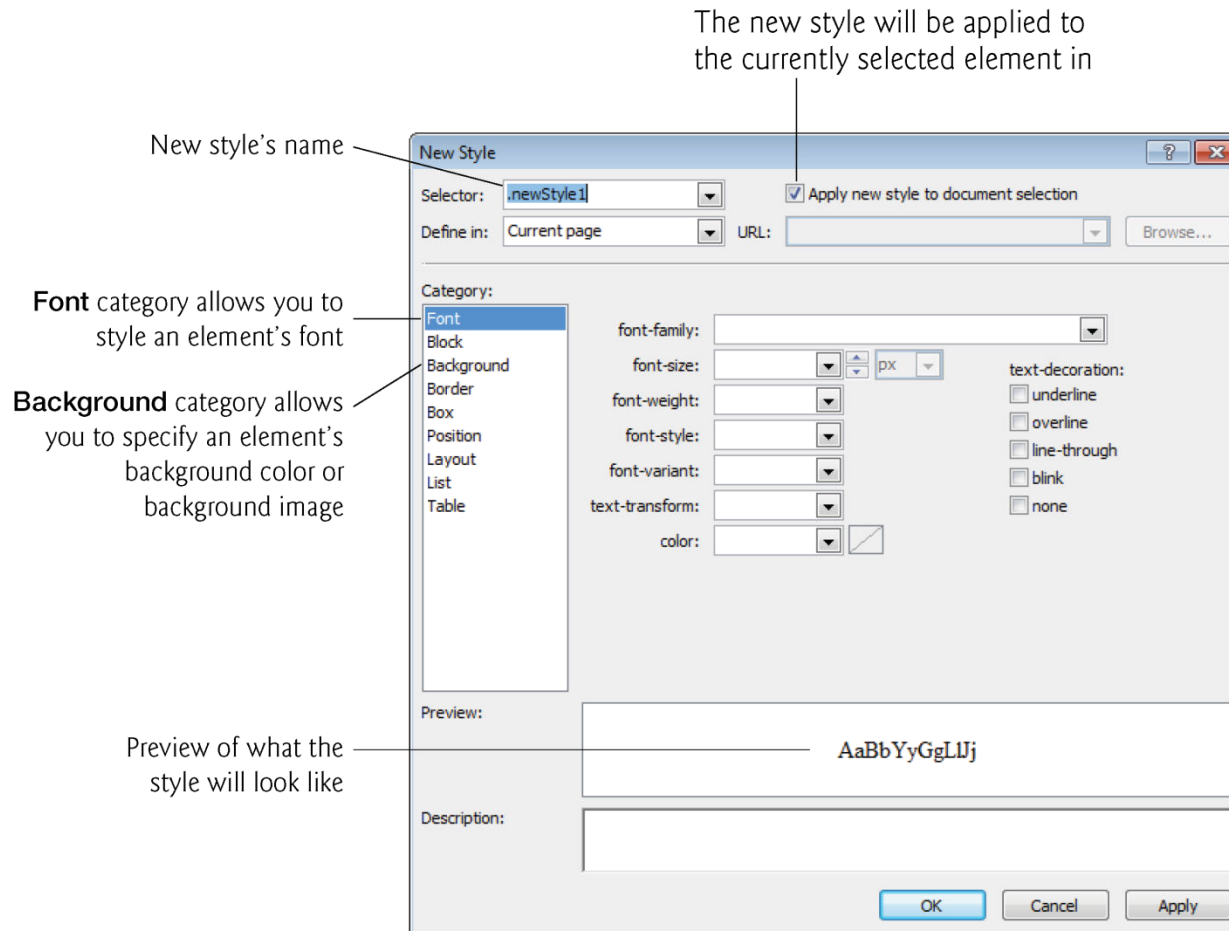 The new style will be applied to
the currently selected element in
New style's name
New Style
Selector: .newStyle1 Apply new style to document selection
Define in: Current page URL: Browse...
Category:
Font category allows you to
style an element's font
Background category allows
you to specify an element's
background color or
background image
Font
Block
Background
Border
Box
Position
Layout
List
Table
font-family:
font-size: px
font-weight:
font-style:
font-variant:
text-transform:
color:
text-decoration:
underline
overline
line-through
blink
none
Preview:
AaBbYyGgLlJj
Preview of what the
style will look like
Description:
OK Cancel Apply